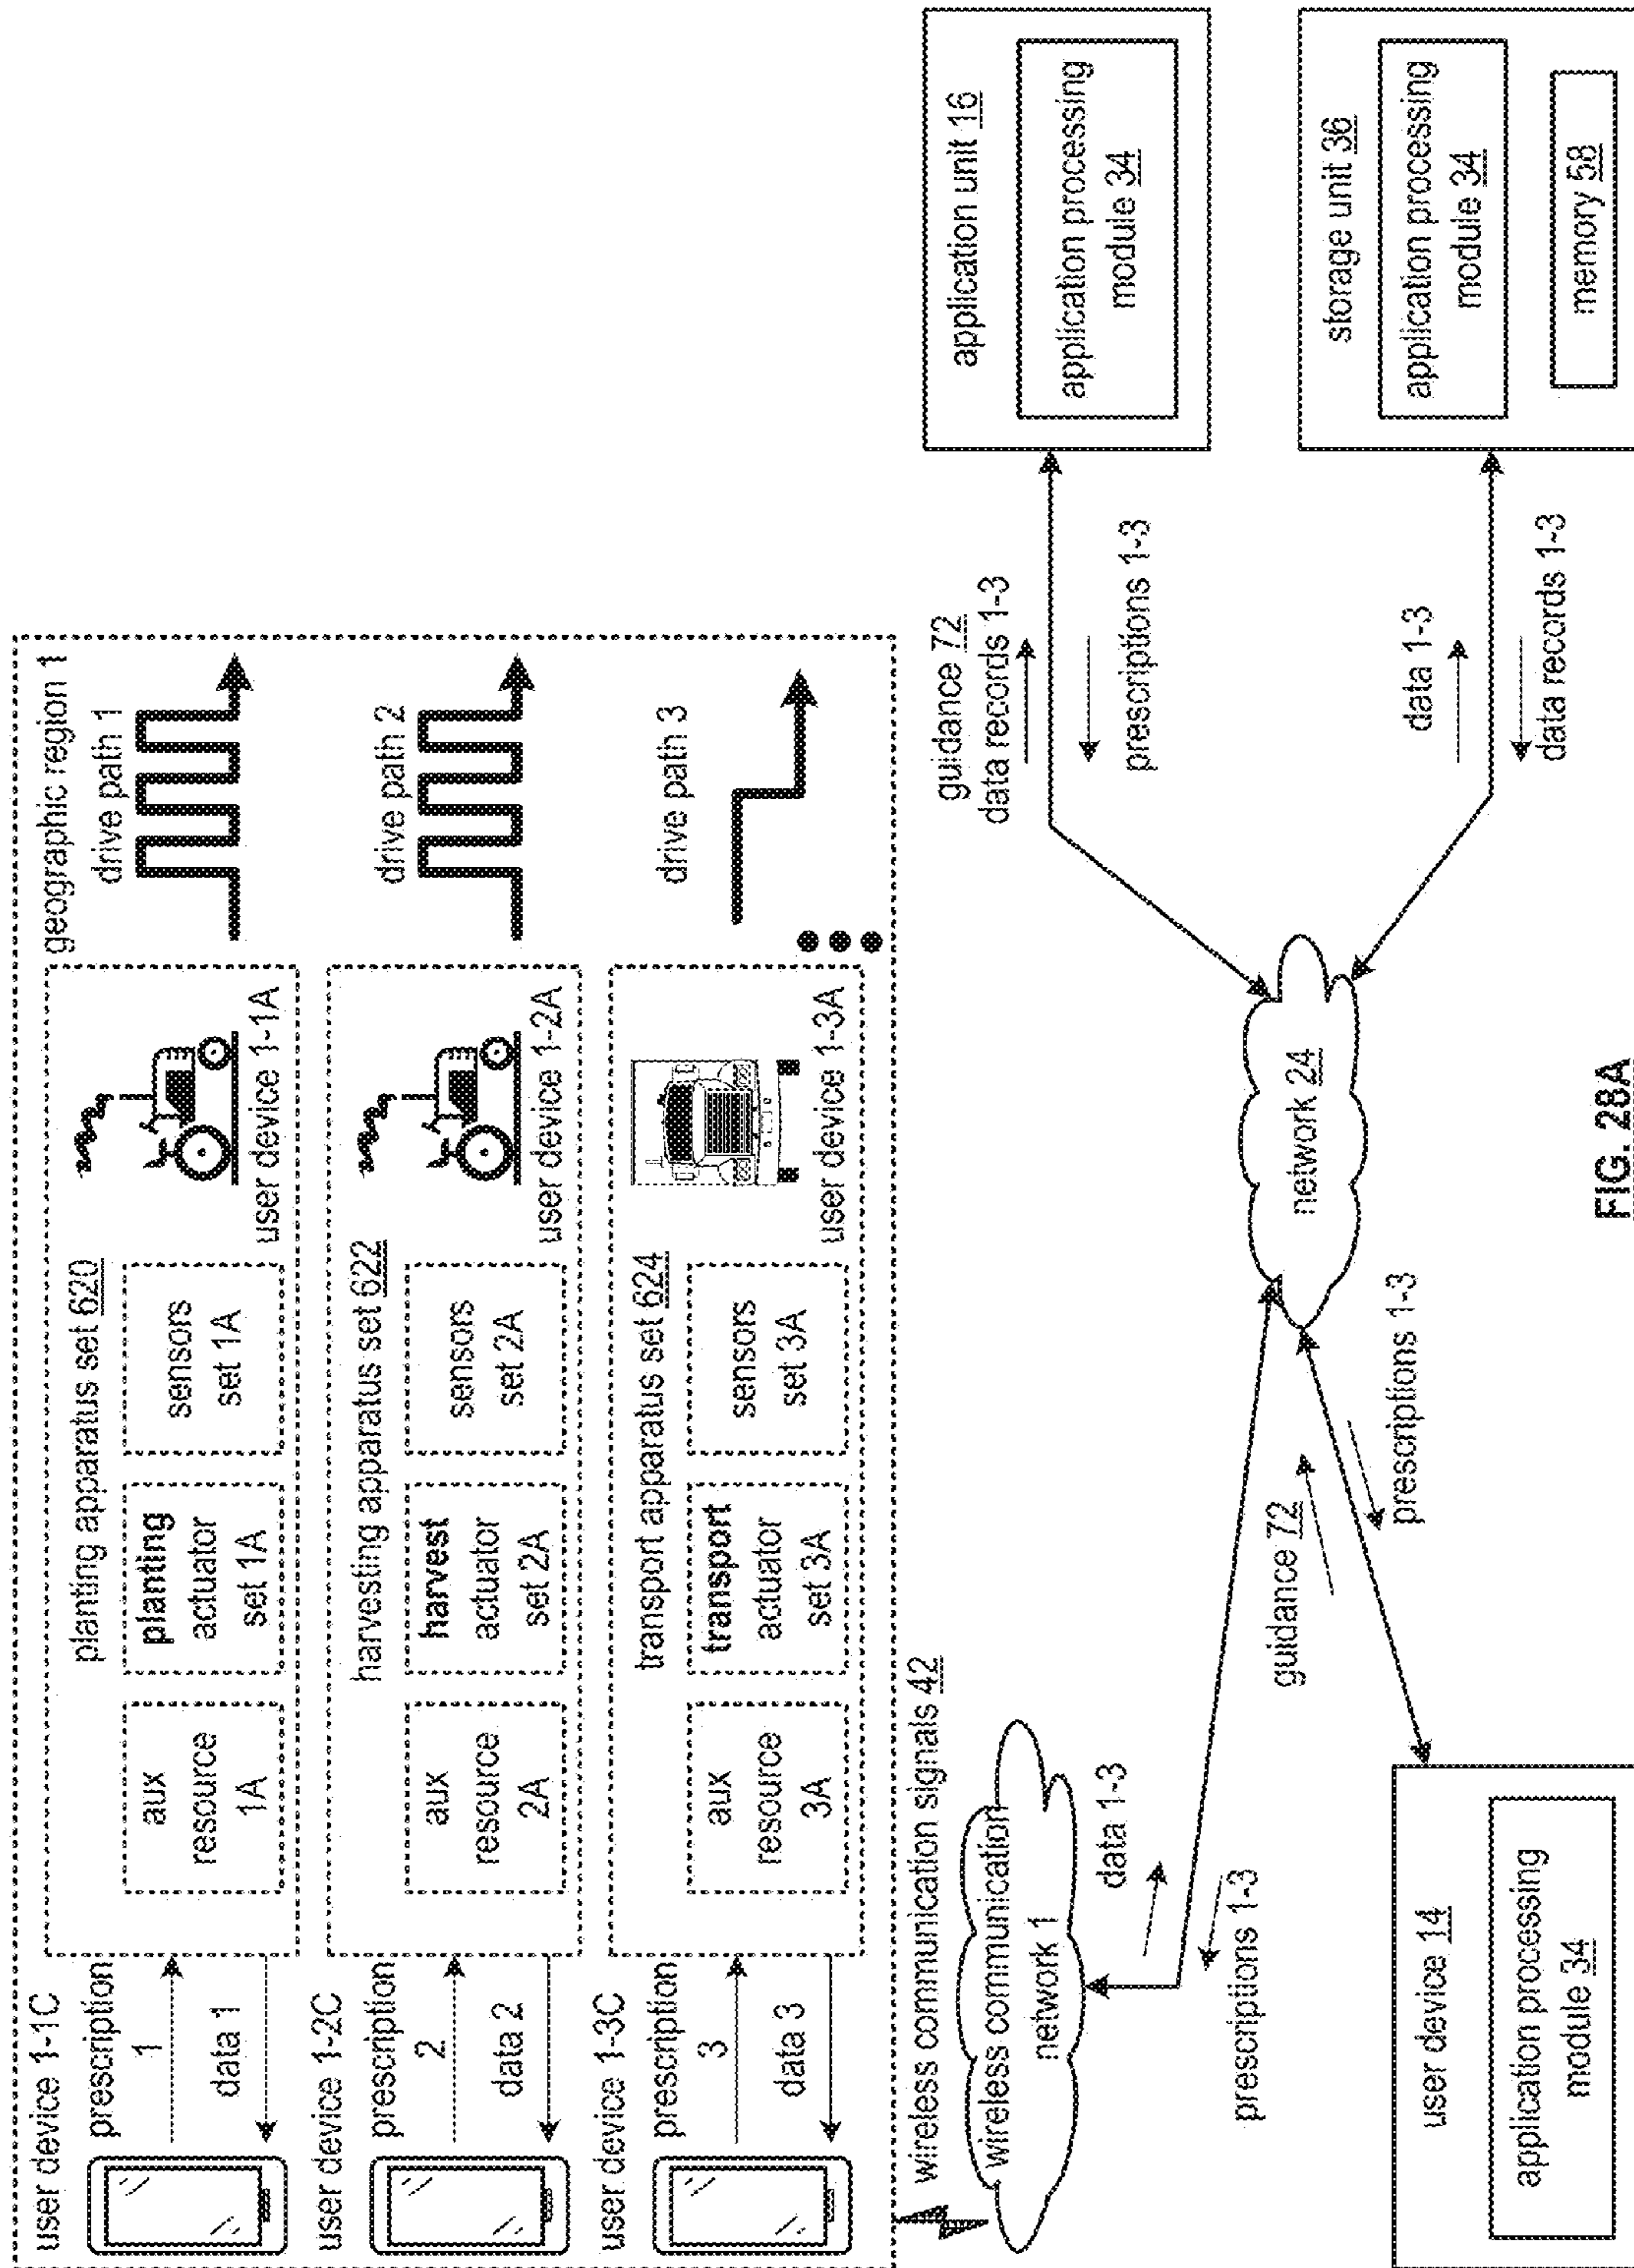 user device 1-1C
prescription
1
data 1
aux
resource
1A
planting apparatus set 620
planting
actuator
set 1A
sensors
set 1A
user device 1-1A
geographic region 1
drive path 1
user device 1-2C
prescription
2
data 2
aux
resource
2A
harvesting apparatus set 622
harvest
actuator
set 2A
sensors
set 2A
user device 1-2A
drive path 2
user device 1-3C
prescription
3
data 3
aux
resource
3A
transport apparatus set 624
transport
actuator
set 3A
sensors
set 3A
user device 1-3A
drive path 3
wireless communication signals 42
wireless communication
network 1
data 1-3
prescriptions 1-3
user device 14
application processing
module 34
guidance 72
prescriptions 1-3
network 24
guidance 72
data records 1-3
prescriptions 1-3
application unit 16
application processing
module 34
data 1-3
data records 1-3
storage unit 36
application processing
module 34
memory 58
FIG. 28A